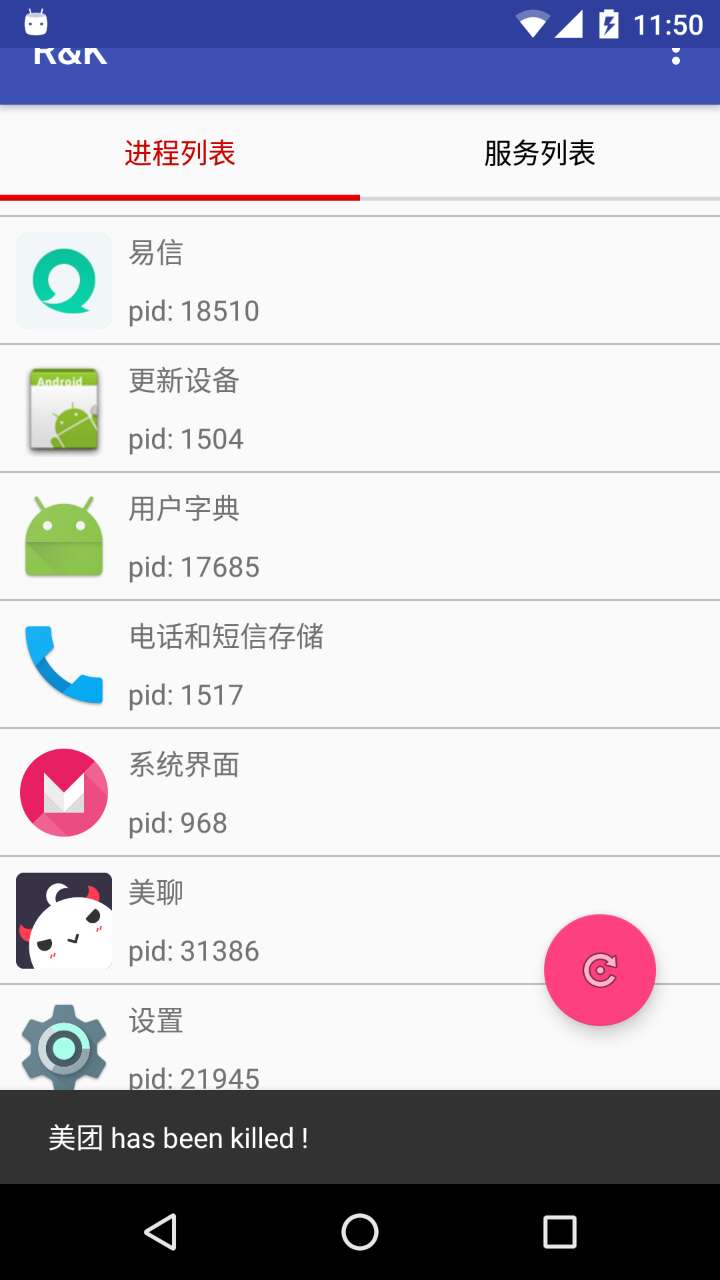 11:50
R&K
进程列表
服务列表
易信
pid: 18510
Android
更新设备
pid: 1504
用户字典
pid: 17685
电话和短信存储
pid: 1517
系统界面
pid: 968
美聊
pid: 31386
设置
pid: 21945
美团 has been killed !